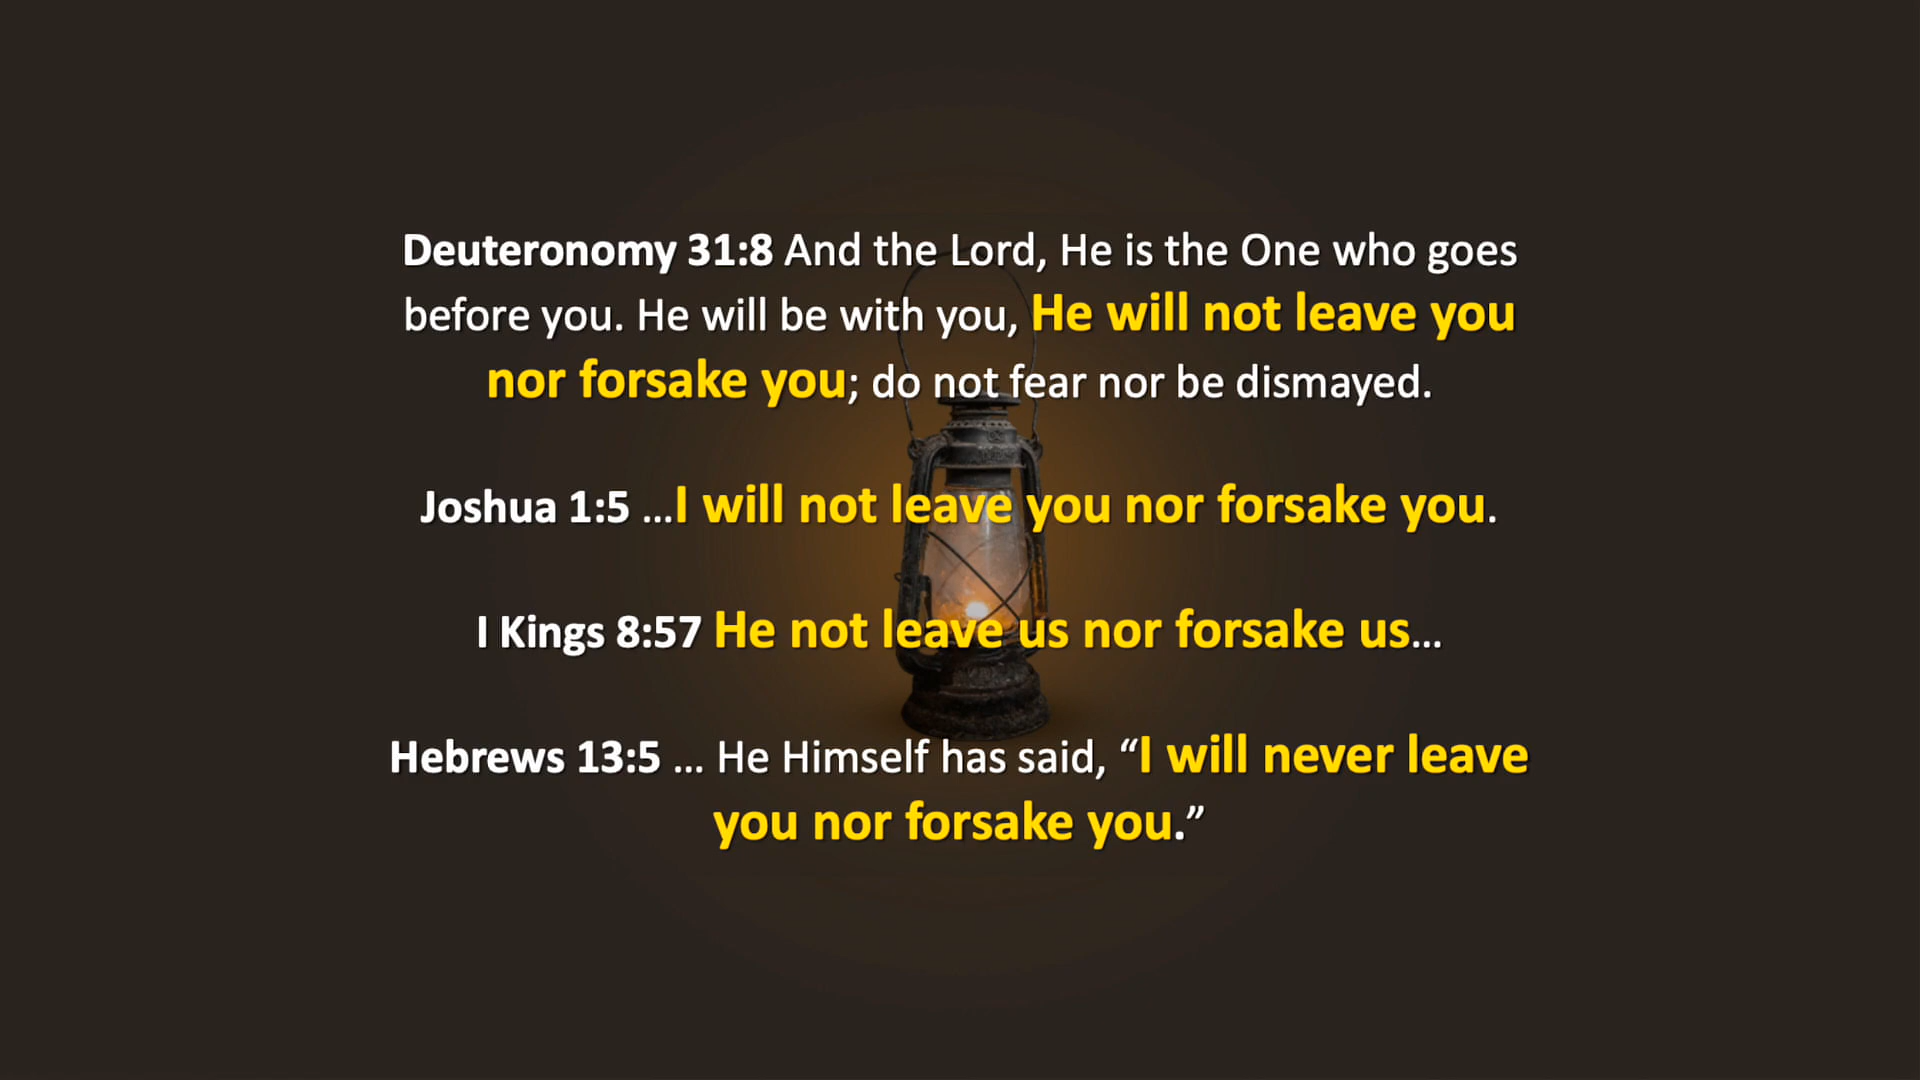 Deuteronomy 31:8 And the Lord, He is the One who goes
before you. He will be with you, He will not leave you
nor forsake you; do not fear nor be dismayed.
Joshua 1:5 ...I will not leave you nor forsake you.
I Kings 8:57 He not leave us nor forsake us...
Hebrews 13:5 ... He Himself has said, “I will never leave
you nor forsake you.”